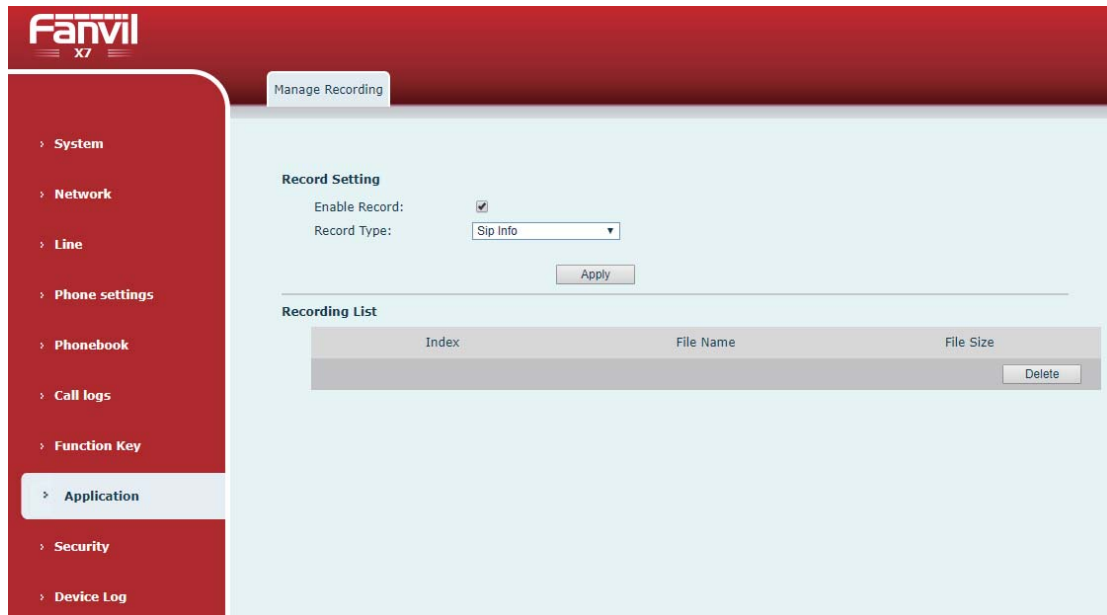 Fanvil
X7
Manage Recording
› System
› Network
› Line
› Phone settings
› Phonebook
› Call logs
› Function Key
› Application
› Security
› Device Log
Record Setting
Enable Record:
Record Type: Sip Info
Apply
Recording List
Index File Name File Size
Delete